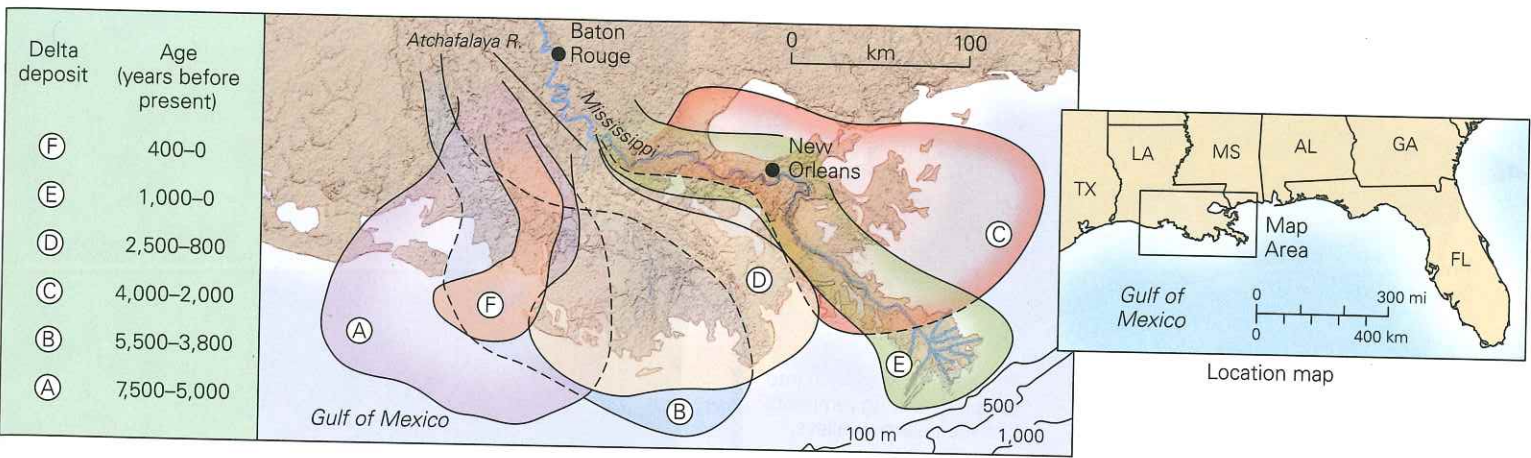 Delta
deposit
Age
(years before
present)
F 400–0
E 1,000–0
D 2,500–800
C 4,000–2,000
B 5,500–3,800
A 7,500–5,000
Atchafalaya R.
Baton
Rouge
0 100
km
Mississippi
New
Orleans
C
D
F
A
E
B
Gulf of Mexico
500
100 m
1,000
LA
MS
AL
GA
TX
Map
Area
FL
Gulf of
Mexico
0 300 mi
0 400 km
Location map